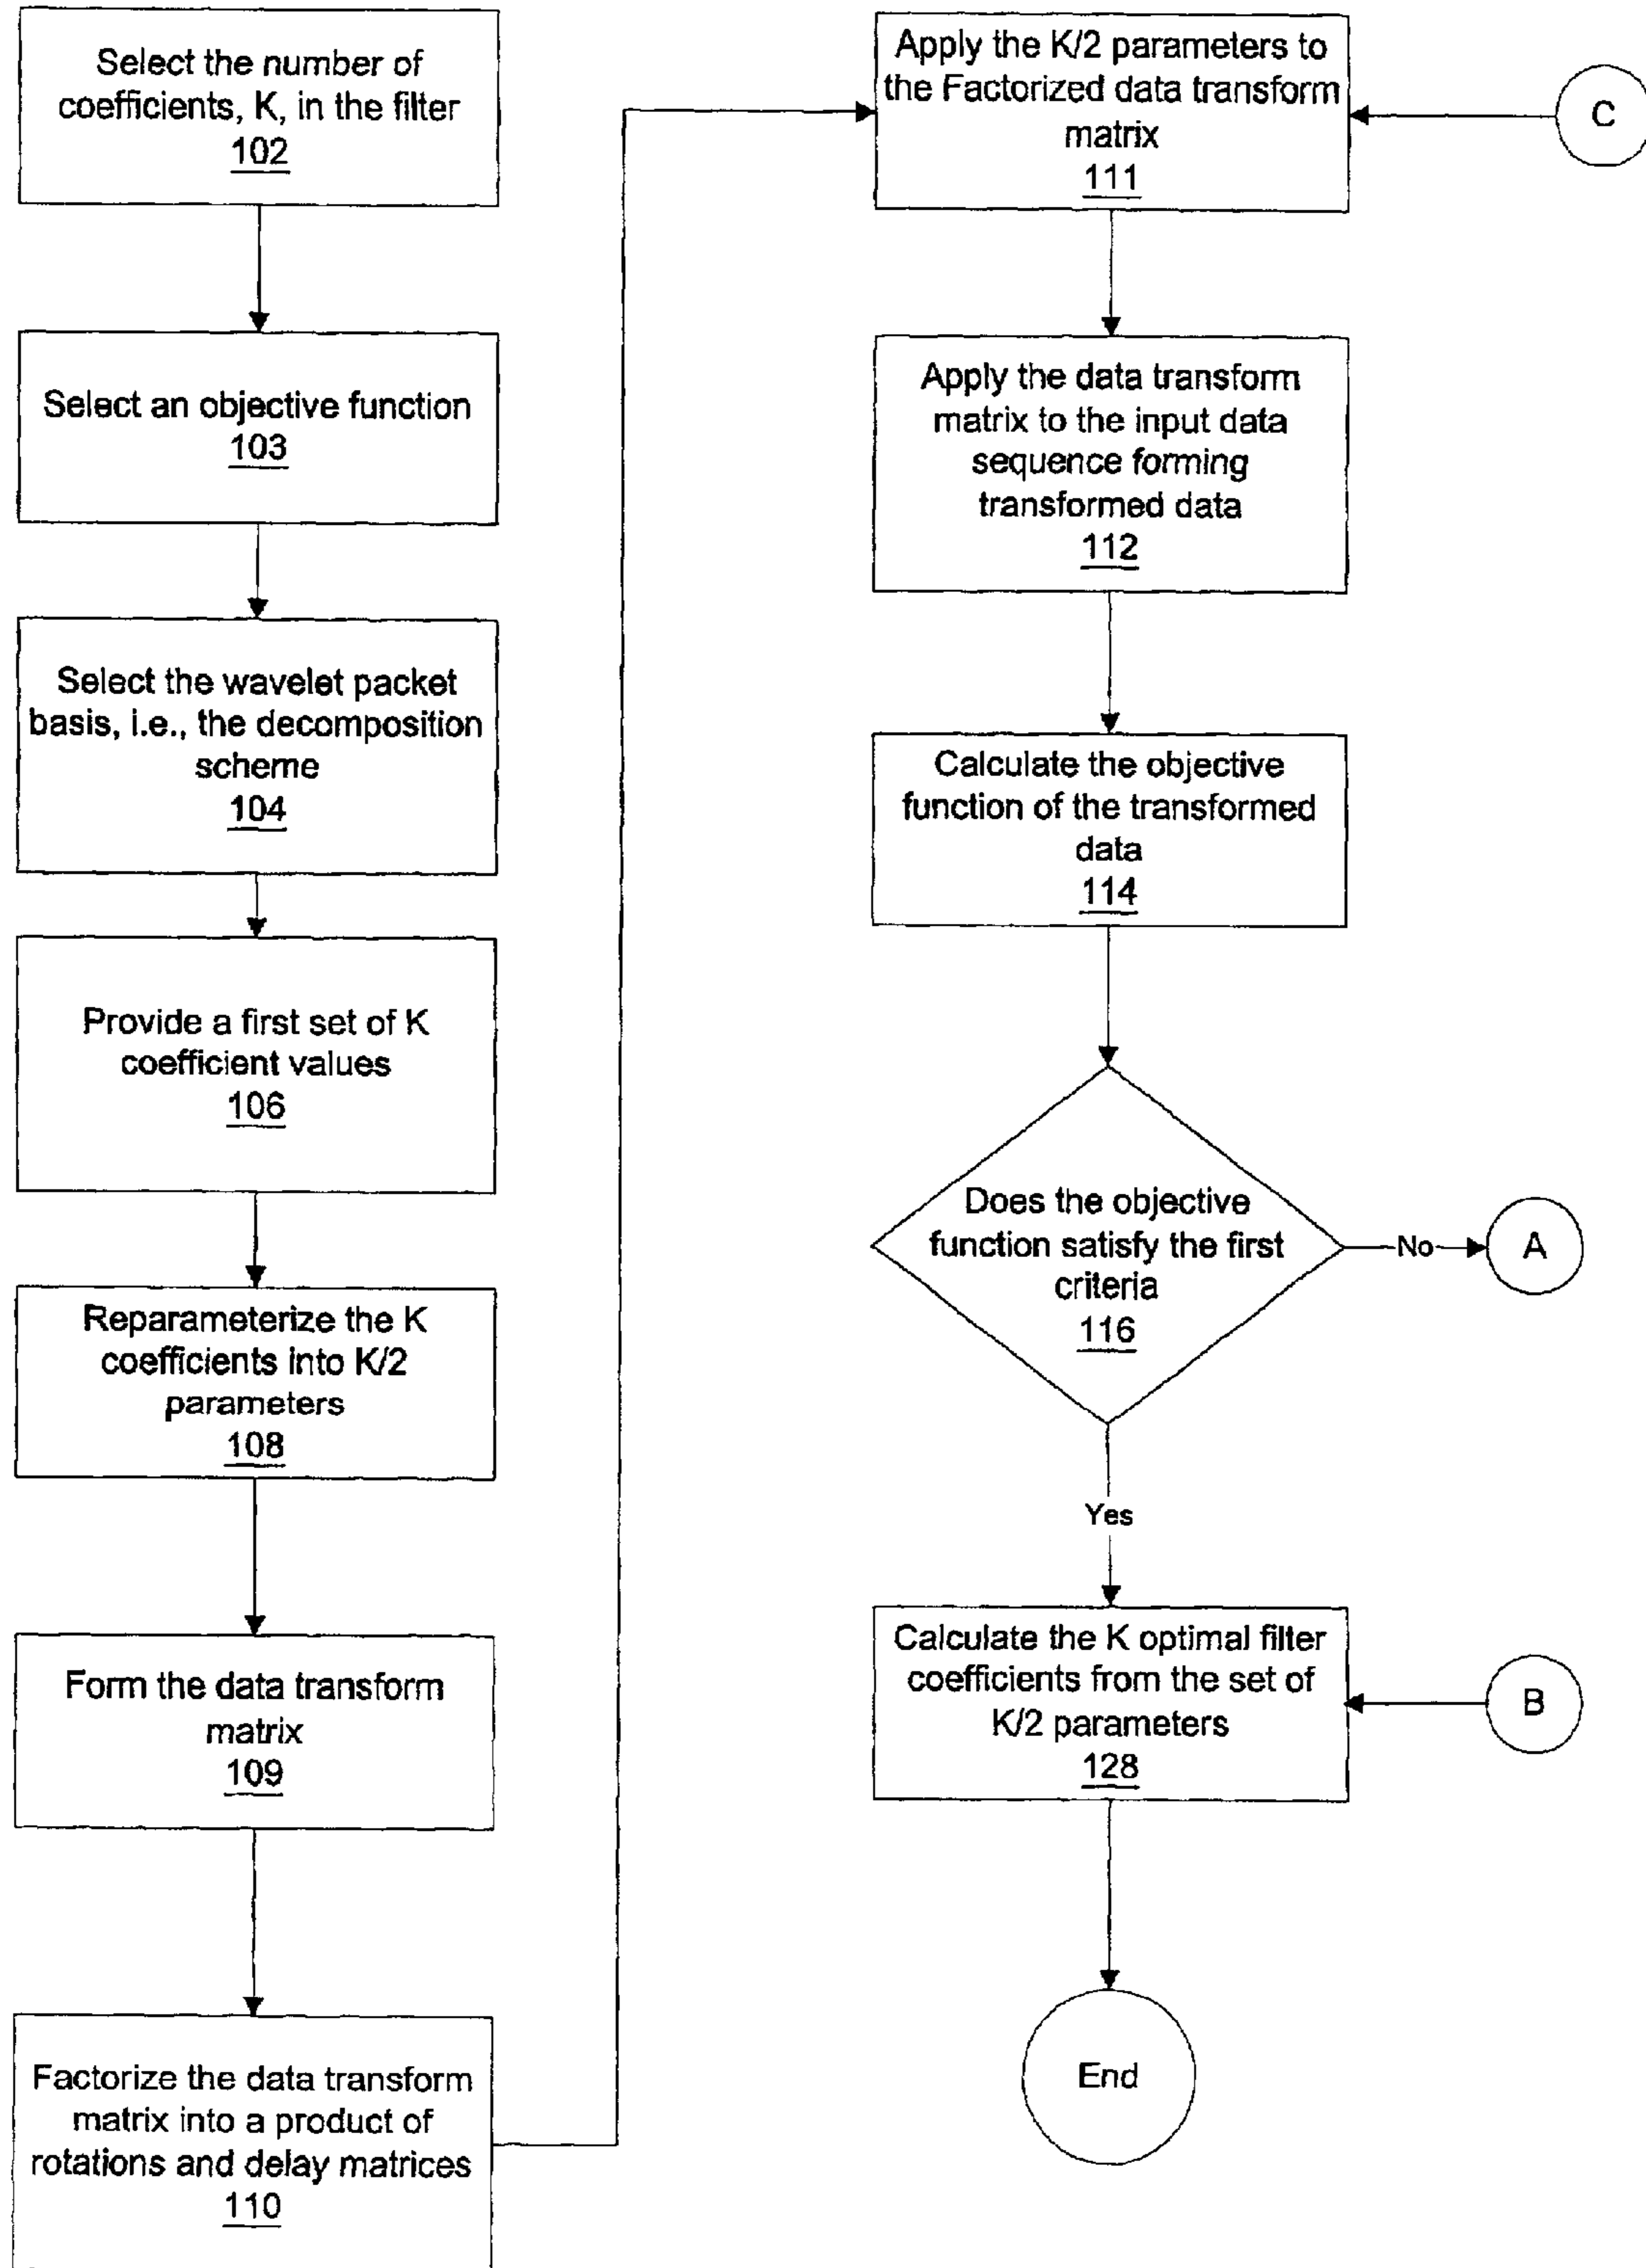 Select the number of
coefficients, K, in the filter
102
Select an objective function
103
Select the wavelet packet
basis, i.e., the decomposition
scheme
104
Provide a first set of K
coefficient values
106
Reparameterize the K
coefficients into K/2
parameters
108
Form the data transform
matrix
109
Factorize the data transform
matrix into a product of
rotations and delay matrices
110
Apply the K/2 parameters to
the Factorized data transform
matrix
111
C
Apply the data transform
matrix to the input data
sequence forming
transformed data
112
Calculate the objective
function of the transformed
data
114
Does the objective
function satisfy the first
criteria
116
No
A
Yes
Calculate the K optimal filter
coefficients from the set of
K/2 parameters
128
B
End